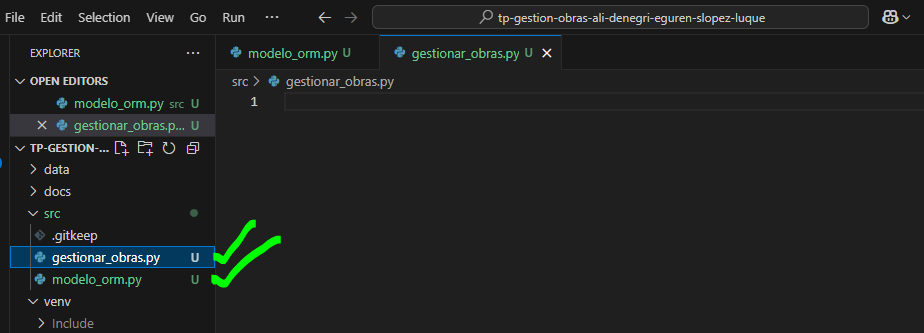 File Edit Selection View Go Run ... tp-gestion-obras-ali-denegri-eguren-slopez-luque
EXPLORER ...
modelo_orm.py U gestionar_obras.py U
OPEN EDITORS
src > gestionar_obras.py
modelo_orm.py src U
1
gestionar_obras.p... U
TP-GESTION-...
data
docs
src
.gitkeep
gestionar_obras.py U
modelo_orm.py U
venv
Include